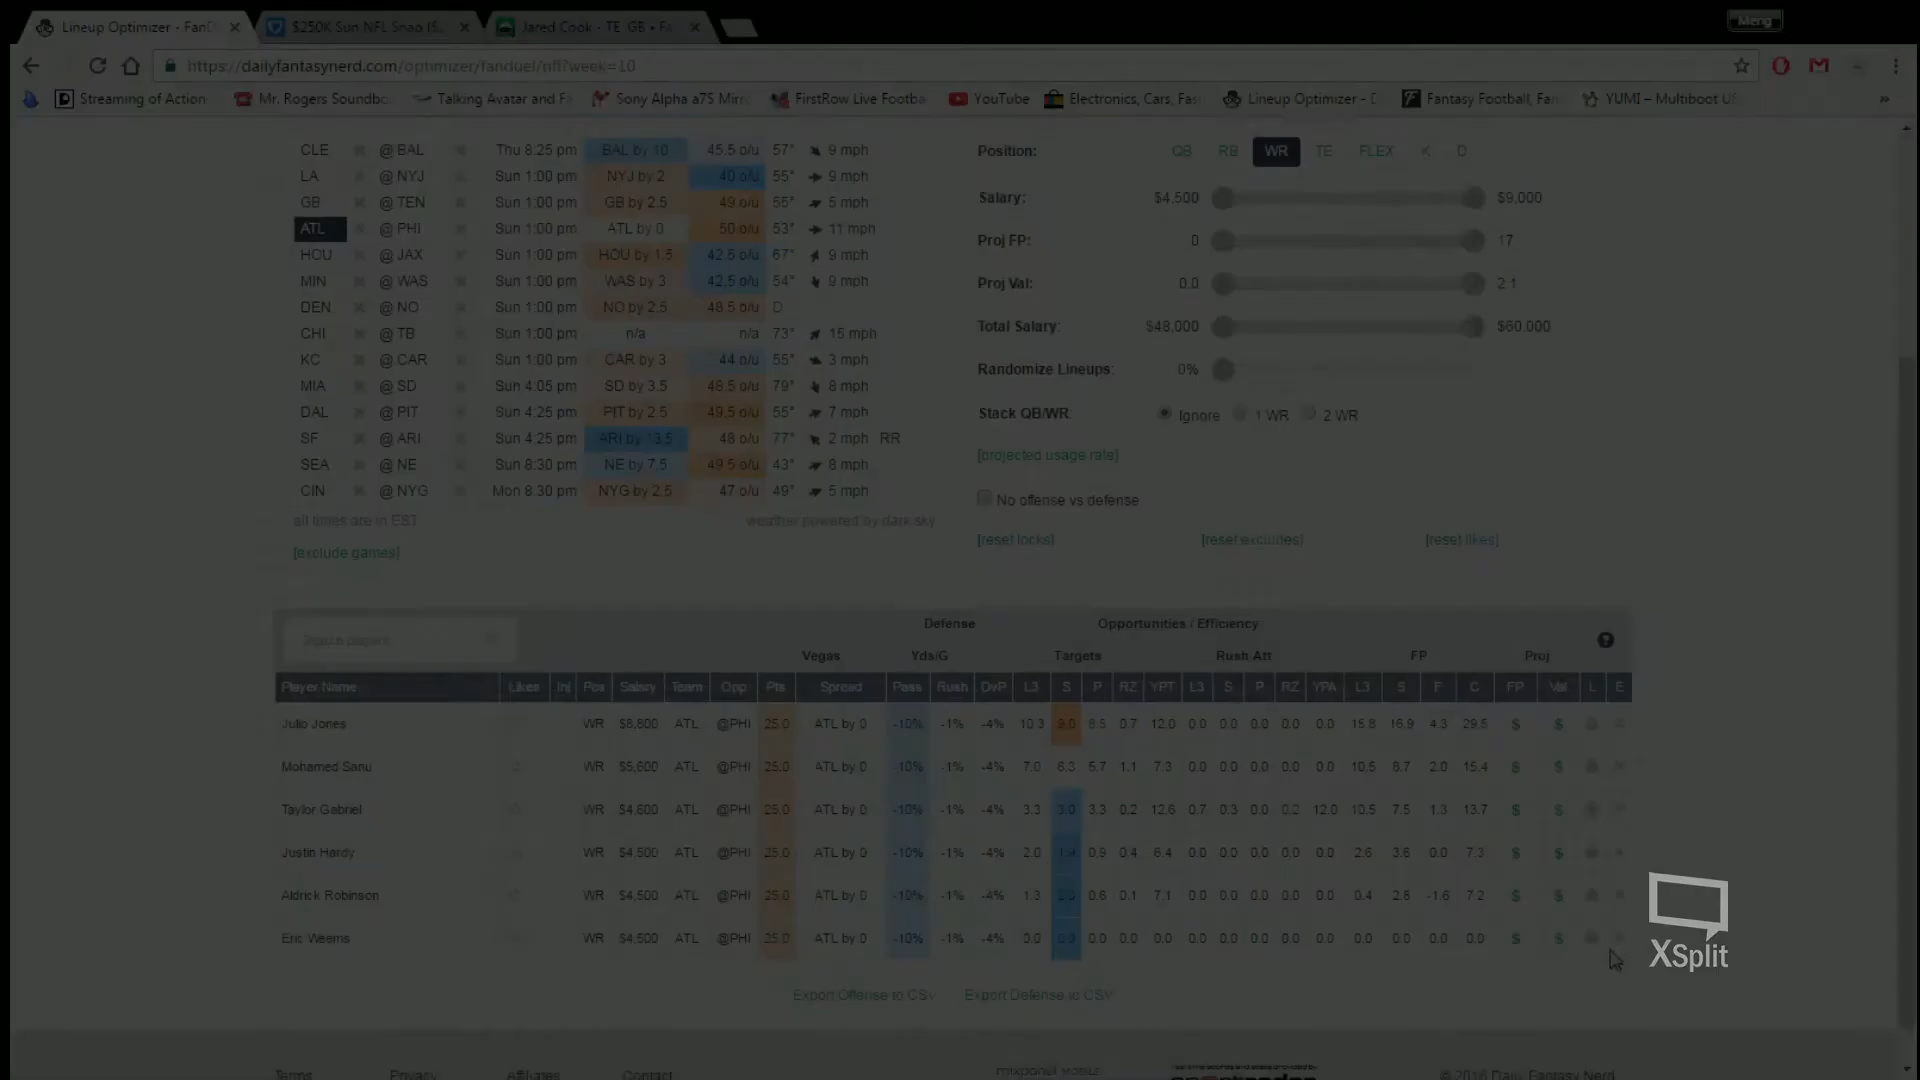 Lineup Optimizer - FanD
$250K Sun NFL Snap (S
Jared Cook - TE GB • Fa
Meng
https://dailyfantasynerd.com/optimizer/fanduel/nfl?week=10
Streaming of Action
Mr. Rogers Soundbo
Talking Avatar and F
Sony Alpha a7S Mirr
FirstRow Live Footba
YouTube
Electronics, Cars, Fas
Lineup Optimizer - D
Fantasy Football, Fan
YUMI – Multiboot U
»
CLE @ BAL Thu 8:25 pm BAL by 10 45.5 o/u 57° 9 mph
LA @ NYJ Sun 1:00 pm NYJ by 2 40 o/u 55° 9 mph
GB @ TEN Sun 1:00 pm GB by 2.5 49 o/u 55° 5 mph
ATL @ PHI Sun 1:00 pm ATL by 0 50 o/u 53° 11 mph
HOU @ JAX Sun 1:00 pm HOU by 1.5 42.5 o/u 67° 9 mph
MIN @ WAS Sun 1:00 pm WAS by 3 42.5 o/u 54° 9 mph
DEN @ NO Sun 1:00 pm NO by 2.5 48.5 o/u D
CHI @ TB Sun 1:00 pm n/a n/a 73° 15 mph
KC @ CAR Sun 1:00 pm CAR by 3 44 o/u 55° 3 mph
MIA @ SD Sun 4:05 pm SD by 3.5 48.5 o/u 79° 8 mph
DAL @ PIT Sun 4:25 pm PIT by 2.5 49.5 o/u 55° 7 mph
SF @ ARI Sun 4:25 pm ARI by 13.5 48 o/u 77° 2 mph RR
SEA @ NE Sun 8:30 pm NE by 7.5 49.5 o/u 43° 8 mph
CIN @ NYG Mon 8:30 pm NYG by 2.5 47 o/u 49° 5 mph
all times are in EST weather powered by dark sky
[exclude games]
Position: QB RB WR TE FLEX K D
Salary: $4,500 $9,000
Proj FP: 0 17
Proj Val: 0.0 2.1
Total Salary: $48,000 $60,000
Randomize Lineups: 0%
Stack QB/WR: Ignore 1 WR 2 WR
[projected usage rate]
No offense vs defense
[reset locks] [reset excludes] [reset likes]
Search players
Defense Opportunities / Efficiency
Vegas Yds/G Targets Rush Att FP Proj
Player Name Likes Inj Pos Salary Team Opp Pts Spread Pass Rush DvP L3 S P RZ YPT L3 S P RZ YPA L3 S F C FP Val L E
Julio Jones WR $8,800 ATL @PHI 25.0 ATL by 0 -10% -1% -4% 10.3 9.0 8.5 0.7 12.0 0.0 0.0 0.0 0.0 0.0 15.8 16.9 4.3 29.5 $ $
Mohamed Sanu WR $5,600 ATL @PHI 25.0 ATL by 0 -10% -1% -4% 7.0 6.3 5.7 1.1 7.3 0.0 0.0 0.0 0.0 0.0 10.5 8.7 2.0 15.4 $ $
Taylor Gabriel WR $4,600 ATL @PHI 25.0 ATL by 0 -10% -1% -4% 3.3 3.0 3.3 0.2 12.6 0.7 0.3 0.0 0.2 12.0 10.5 7.5 1.3 13.7 $ $
Justin Hardy WR $4,500 ATL @PHI 25.0 ATL by 0 -10% -1% -4% 2.0 1.9 0.9 0.4 6.4 0.0 0.0 0.0 0.0 0.0 2.6 3.6 0.0 7.3 $ $
Aldrick Robinson WR $4,500 ATL @PHI 25.0 ATL by 0 -10% -1% -4% 1.3 0.6 0.1 7.1 0.0 0.0 0.0 0.0 0.0 0.4 2.8 -1.6 7.2 $ $
Eric Weems WR $4,500 ATL @PHI 25.0 ATL by 0 -10% -1% -4% 0.0 0.0 0.0 0.0 0.0 0.0 0.0 0.0 0.0 0.0 0.0 0.0 0.0 $ $
Export Offense to CSV Export Defense to CSV
XSplit
Terms Privacy Affiliates Contact
© 2016 Daily Fantasy Nerd